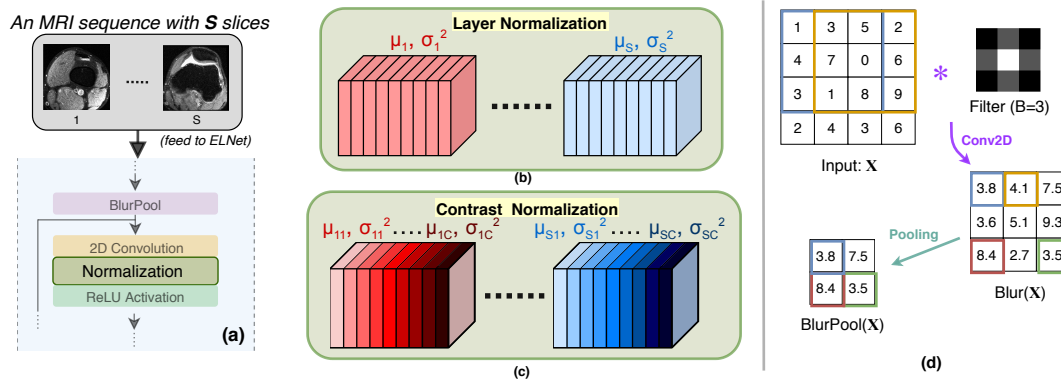 An MRI sequence with S slices
.....
1
S
(feed to ELNet)
BlurPool
2D Convolution
Normalization
ReLU Activation
(a)
Layer Normalization
μ1, σ1²
μS, σS²
(b)
Contrast Normalization
μ11, σ11² .... μ1C, σ1C²
μS1, σS1² .... μSC, σSC²
(c)
1 3 5 2
4 7 0 6
3 1 8 9
2 4 3 6
Input: X
*
Filter (B=3)
Conv2D
3.8 4.1 7.5
3.6 5.1 9.3
8.4 2.7 3.5
Blur(X)
Pooling
3.8 7.5
8.4 3.5
BlurPool(X)
(d)